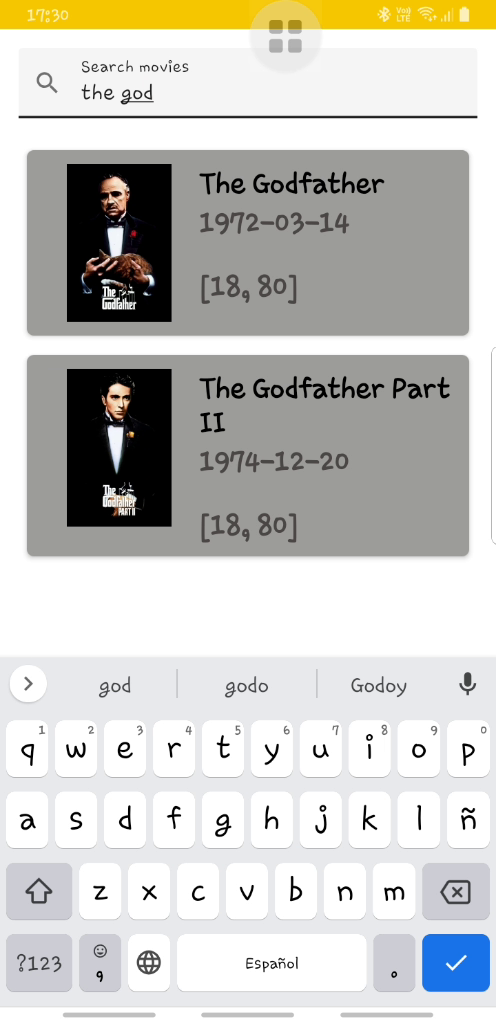 17:30
Vo))
LTE
Search movies
the god
The Godfather
1972-03-14
[18, 80]
The
Godfather
The Godfather Part
II
1974-12-20
[18, 80]
The
Godfather
PART II
god godo Godoy
1 2 3 4 5 6 7 8 9 0
q w e r t y u i o p
a s d f g h j k l ñ
z x c v b n m
?123 , Español .